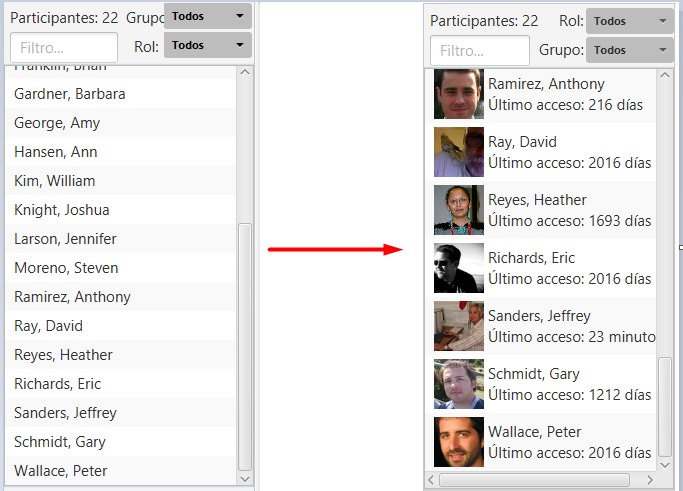 Participantes: 22 Grupo
Todos
Filtro...
Rol:
Todos
Franklin, Brian
Gardner, Barbara
George, Amy
Hansen, Ann
Kim, William
Knight, Joshua
Larson, Jennifer
Moreno, Steven
Ramirez, Anthony
Ray, David
Reyes, Heather
Richards, Eric
Sanders, Jeffrey
Schmidt, Gary
Wallace, Peter
Participantes: 22
Rol:
Todos
Filtro...
Grupo:
Todos
Ramirez, Anthony
Último acceso: 216 días
Ray, David
Último acceso: 2016 días
Reyes, Heather
Último acceso: 1693 días
Richards, Eric
Último acceso: 2016 días
Sanders, Jeffrey
Último acceso: 23 minuto
Schmidt, Gary
Último acceso: 1212 días
Wallace, Peter
Último acceso: 2016 días